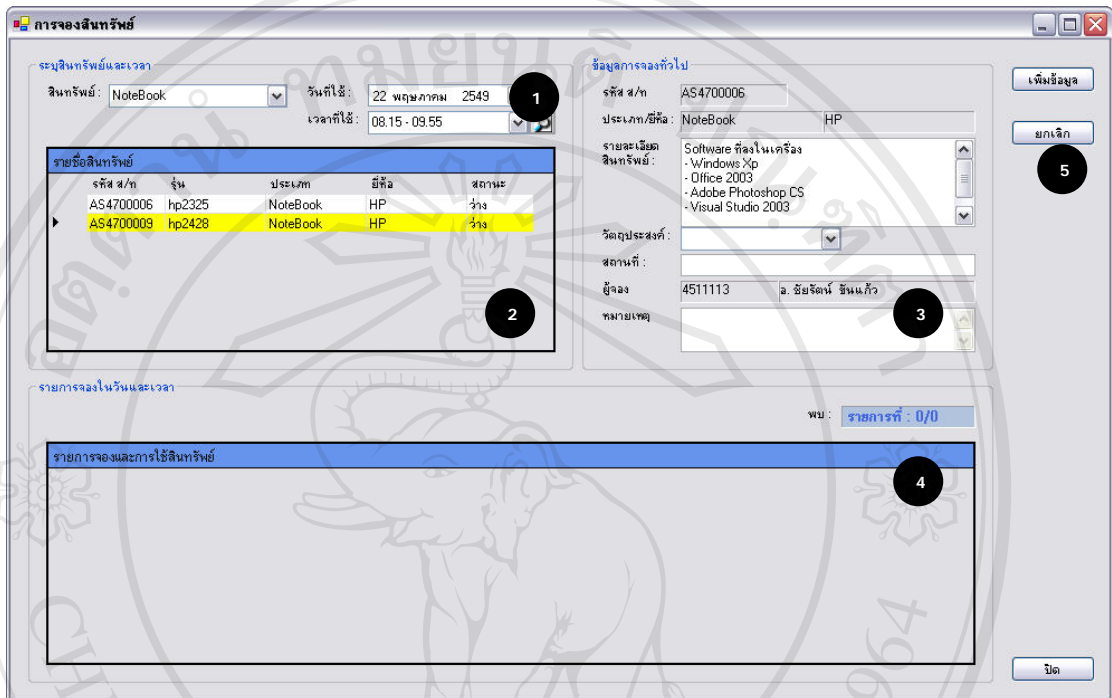 การจองสินทรัพย์
ระบุสินทรัพย์และเวลา
สินทรัพย์ : NoteBook
วันที่ใช้ : 22 พฤษภาคม 2549
1
เวลาที่ใช้ : 08.15 - 09.55
รายชื่อสินทรัพย์
รหัส ส/ท รุ่น ประเภท ยี่ห้อ สถานะ
AS4700006 hp2325 NoteBook HP ว่าง
AS4700009 hp2428 NoteBook HP ว่าง
2
ข้อมูลการจองทั่วไป
รหัส ส/ท AS4700006
ประเภท/ยี่ห้อ : NoteBook HP
รายละเอียด
สินทรัพย์ :
Software ที่ลงในเครื่อง
- Windows Xp
- Office 2003
- Adobe Photoshop CS
- Visual Studio 2003
วัตถุประสงค์ :
สถานที่ :
ผู้จอง 4511113 อ. ชัยรัตน์ ขันแก้ว
หมายเหตุ
3
เพิ่มข้อมูล
ยกเลิก
5
รายการจองในวันและเวลา
พบ : รายการที่ : 0/0
รายการจองและการใช้สินทรัพย์
4
ปิด